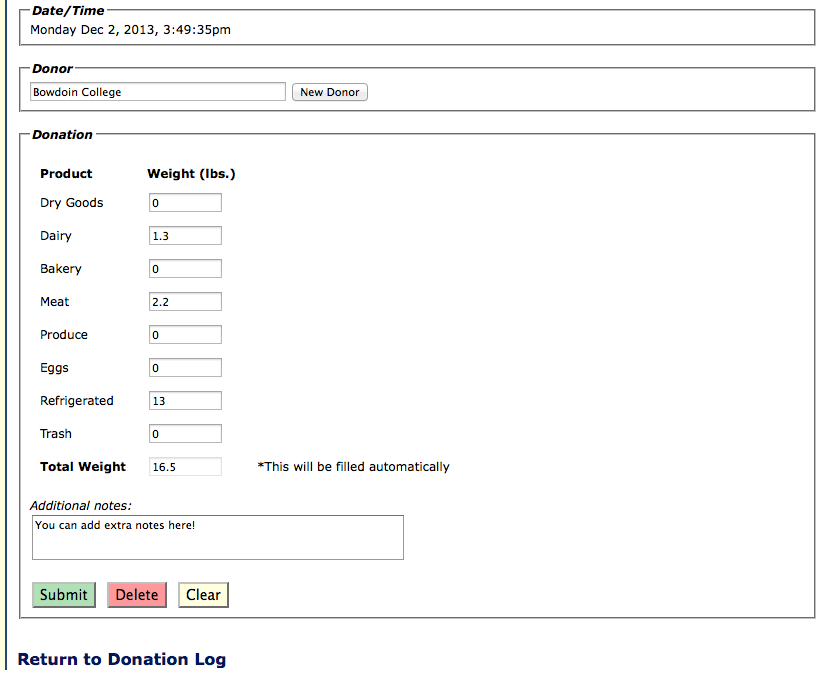 Date/Time
Monday Dec 2, 2013, 3:49:35pm
Donor
Bowdoin College New Donor
Donation
Product Weight (lbs.)
Dry Goods 0
Dairy 1.3
Bakery 0
Meat 2.2
Produce 0
Eggs 0
Refrigerated 13
Trash 0
Total Weight 16.5 *This will be filled automatically
Additional notes:
You can add extra notes here!
Submit Delete Clear
Return to Donation Log